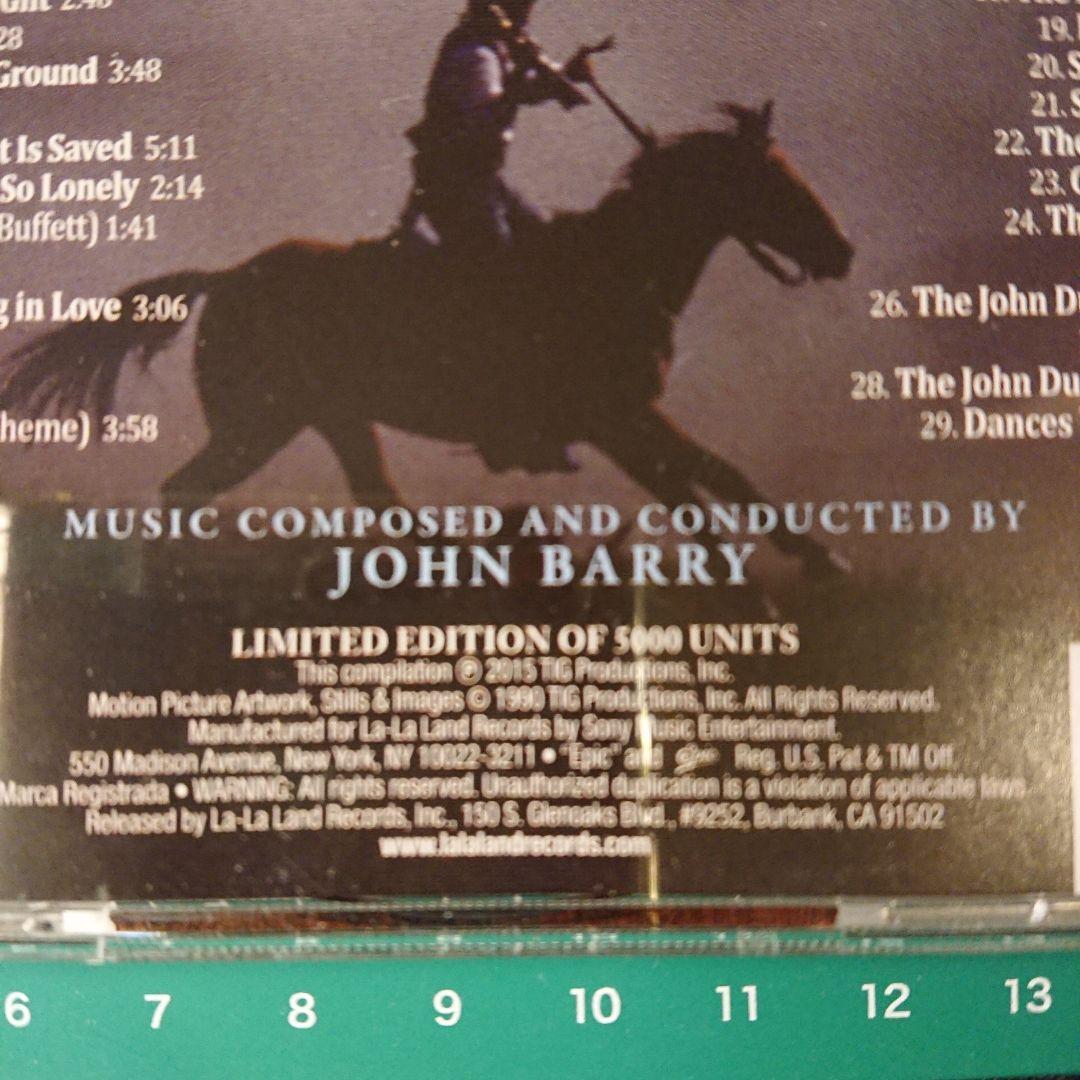 28
Ground 3:48
t Is Saved 5:11
So Lonely 2:14
Buffett) 1:41
g in Love 3:06
heme) 3:58
19.
20. S
21. S
22. The
23.
24. Th
26. The John Du
28. The John Du
29. Dances
MUSIC COMPOSED AND CONDUCTED BY
JOHN BARRY
LIMITED EDITION OF 5000 UNITS
This compilation ℗ 2015 TIG Productions, Inc.
Motion Picture Artwork, Stills & Images © 1990 TIG Productions, Inc. All Rights Reserved.
Manufactured for La-La Land Records by Sony Music Entertainment.
550 Madison Avenue, New York, NY 10022-3211 • "Epic" and Reg. U.S. Pat & TM Off
Marca Registrada • WARNING: All rights reserved. Unauthorized duplication is a violation of applicable laws.
Released by La-La Land Records, Inc., 159 S. Glenoaks Blvd., #9252, Burbank, CA 91502
www.lalalandrecords.com
6 7 8 9 10 11 12 13